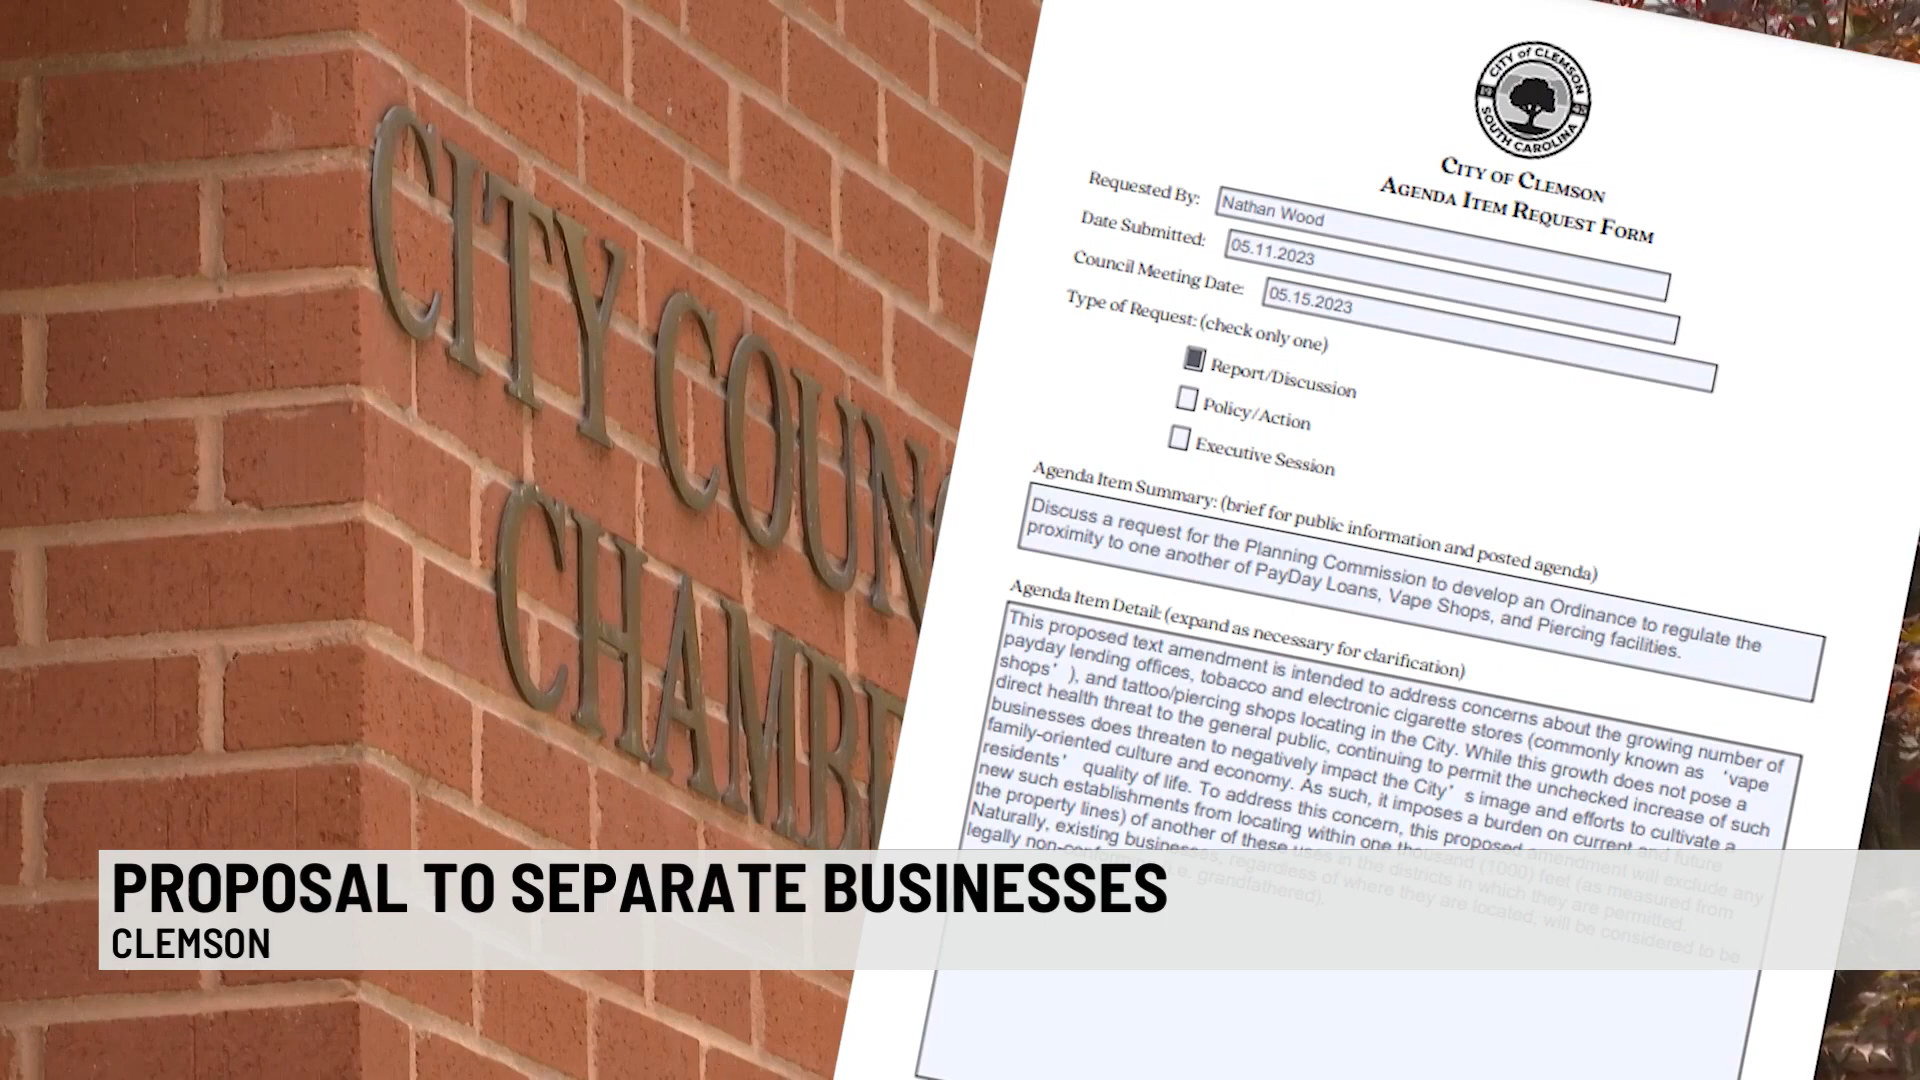 CITY COUN
CHAMBE
CITY OF CLEMSON
SOUTH CAROLINA
CITY OF CLEMSON
AGENDA ITEM REQUEST FORM
Requested By: Nathan Wood
Date Submitted: 05.11.2023
Council Meeting Date: 05.15.2023
Type of Request: (check only one)
Report/Discussion
Policy/Action
Executive Session
Agenda Item Summary: (brief for public information and posted agenda)
Discuss a request for the Planning Commission to develop an Ordinance to regulate the
proximity to one another of PayDay Loans, Vape Shops, and Piercing facilities.
Agenda Item Detail: (expand as necessary for clarification)
This proposed text amendment is intended to address concerns about the growing number of
payday lending offices, tobacco and electronic cigarette stores (commonly known as 'vape
shops' ), and tattoo/piercing shops locating in the City. While this growth does not pose a
direct health threat to the general public, continuing to permit the unchecked increase of such
businesses does threaten to negatively impact the City' s image and efforts to cultivate a
family-oriented culture and economy. As such, it imposes a burden on current and future
residents' quality of life. To address this concern, this proposed amendment will exclude any
new such establishments from locating within one thousand (1000) feet (as measured from
the property lines) of another of these uses in the districts in which they are permitted.
Naturally, existing businesses, regardless of where they are located, will be considered to be
legally non-conforming (i.e. grandfathered).
PROPOSAL TO SEPARATE BUSINESSES
CLEMSON